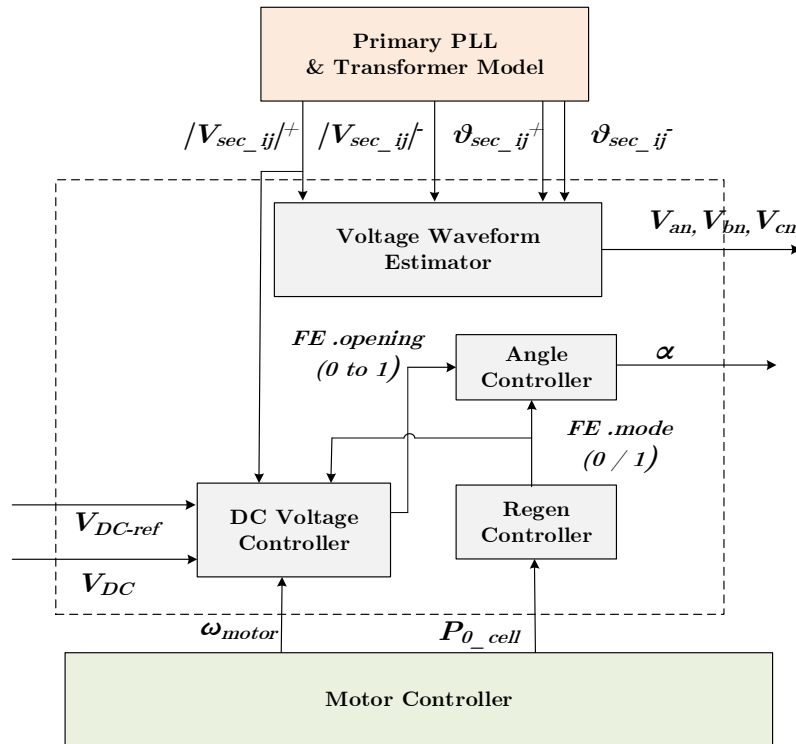 Primary PLL
& Transformer Model
|V_sec_ij|⁺ |V_sec_ij|⁻ ϑ_sec_ij⁺ ϑ_sec_ij⁻
Voltage Waveform
Estimator
V_an, V_bn, V_cn
FE .opening
(0 to 1)
Angle
Controller
α
FE .mode
(0 / 1)
DC Voltage
Controller
Regen
Controller
V_DC-ref
V_DC
ω_motor
P_0_cell
Motor Controller